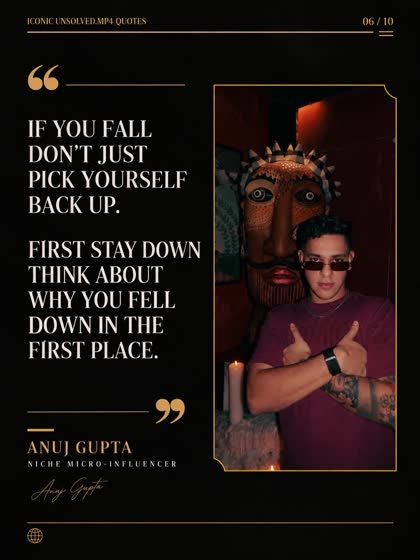 ICONIC UNSOLVED.MP4 QUOTES
06 / 10
“
IF YOU FALL
DON'T JUST
PICK YOURSELF
BACK UP.
FIRST STAY DOWN
THINK ABOUT
WHY YOU FELL
DOWN IN THE
FIRST PLACE.
”
ANUJ GUPTA
NICHE MICRO-INFLUENCER
Anuj Gupta